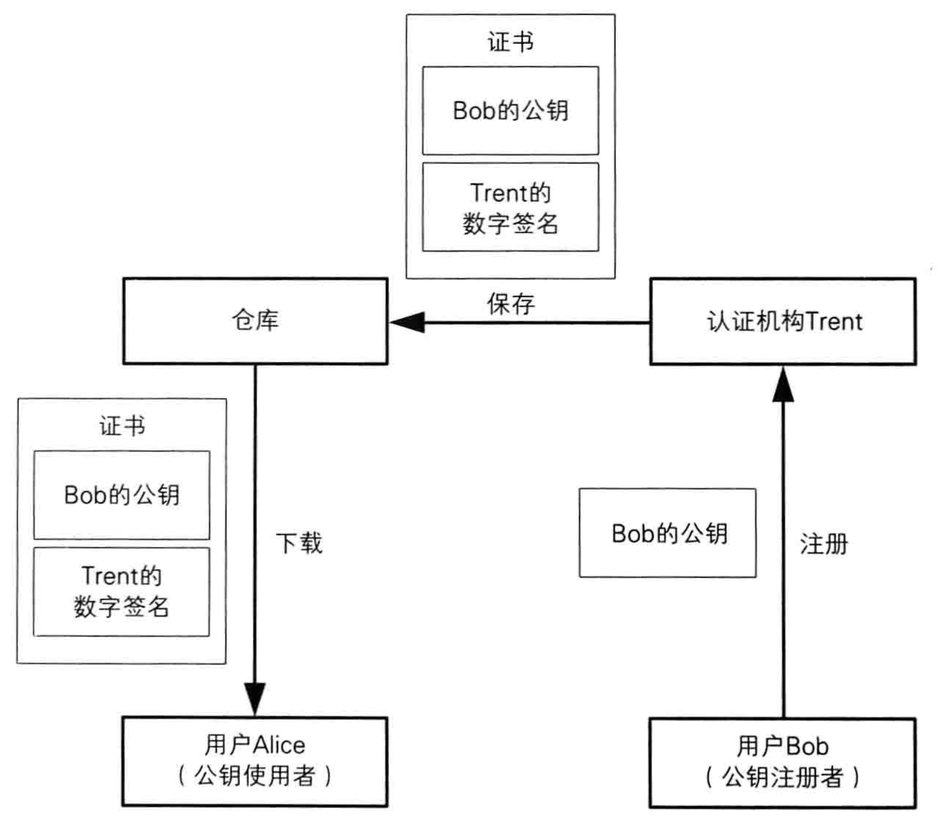 证书
Bob的公钥
Trent的
数字签名
仓库
保存
认证机构Trent
证书
Bob的公钥
Trent的
数字签名
下载
Bob的公钥
注册
用户Alice
（公钥使用者）
用户Bob
（公钥注册者）